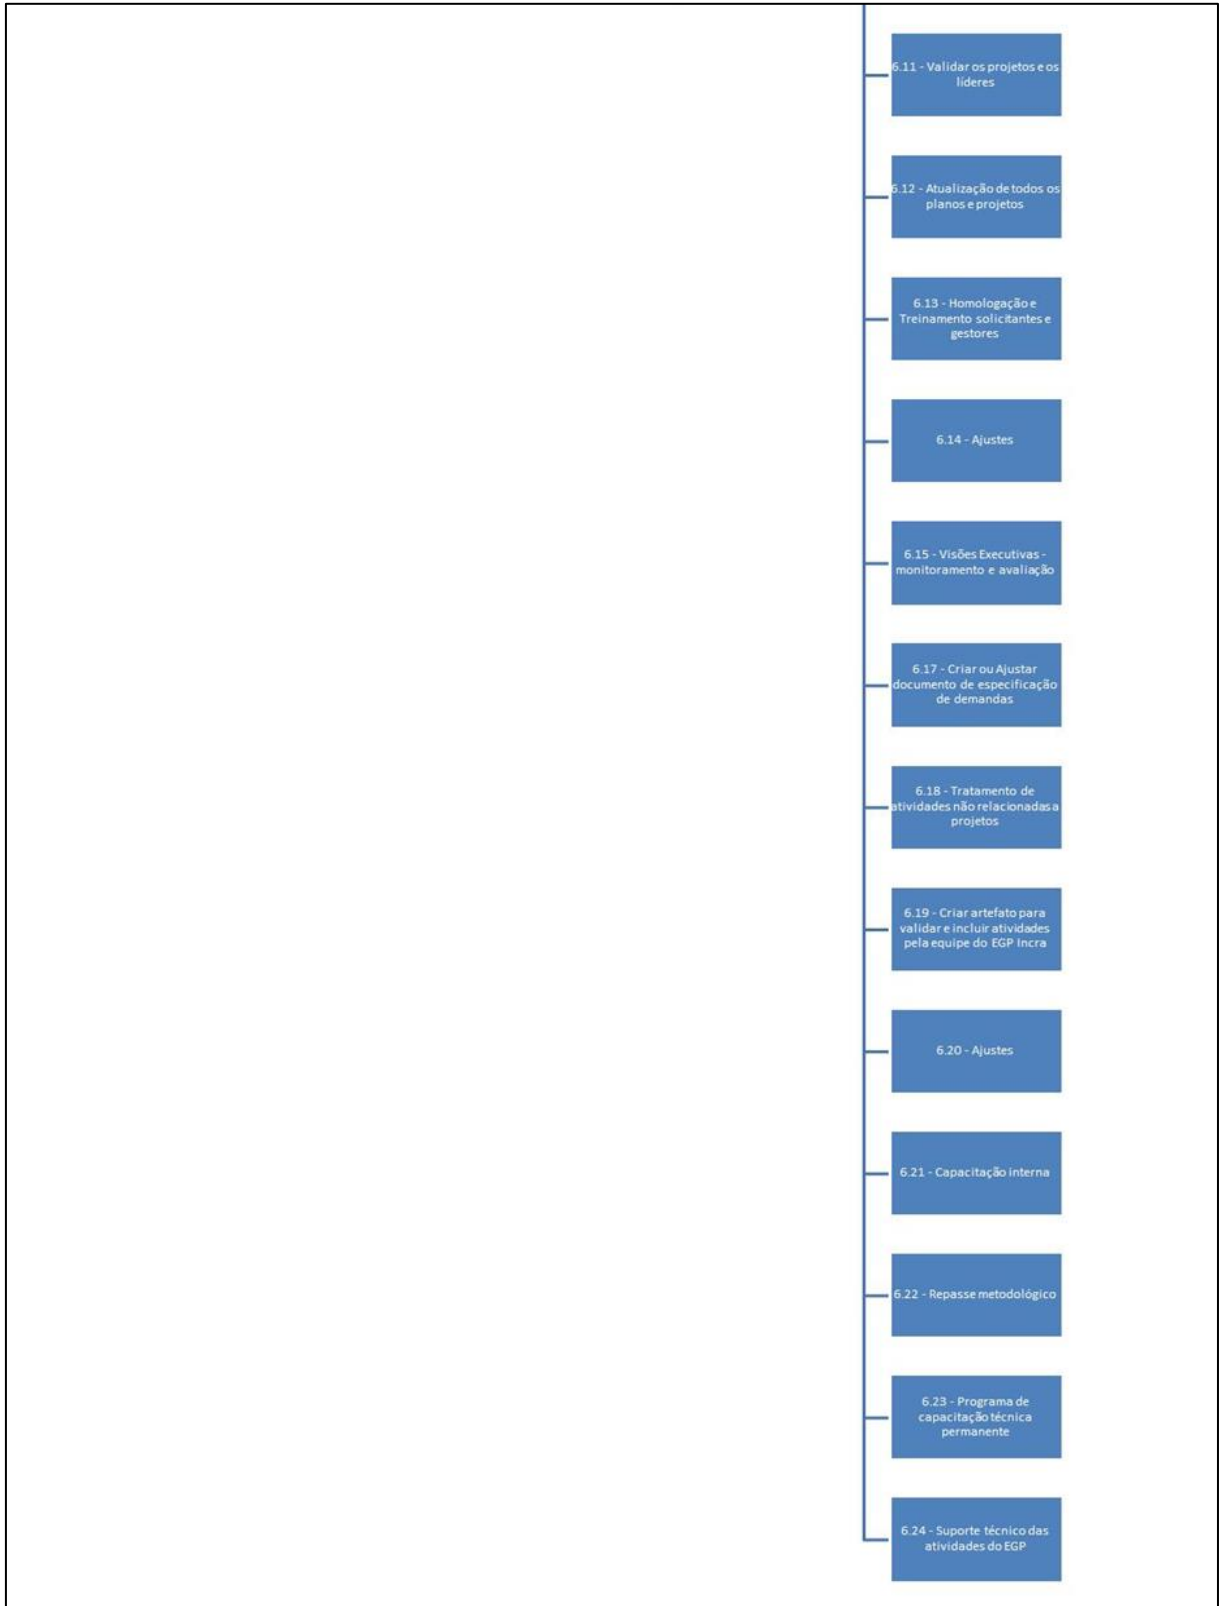 6.11 - Validar os projetos e os
líderes
6.12 - Atualização de todos os
planos e projetos
6.13 - Homologação e
Treinamento solicitantes e
gestores
6.14 - Ajustes
6.15 - Visões Executivas -
monitoramento e avaliação
6.17 - Criar ou Ajustar
documento de especificação
de demandas
6.18 - Tratamento de
atividades não relacionadas a
projetos
6.19 - Criar artefato para
validar e incluir atividades
pela equipe do EGP Incra
6.20 - Ajustes
6.21 - Capacitação interna
6.22 - Repasse metodológico
6.23 - Programa de
capacitação técnica
permanente
6.24 - Suporte técnico das
atividades do EGP